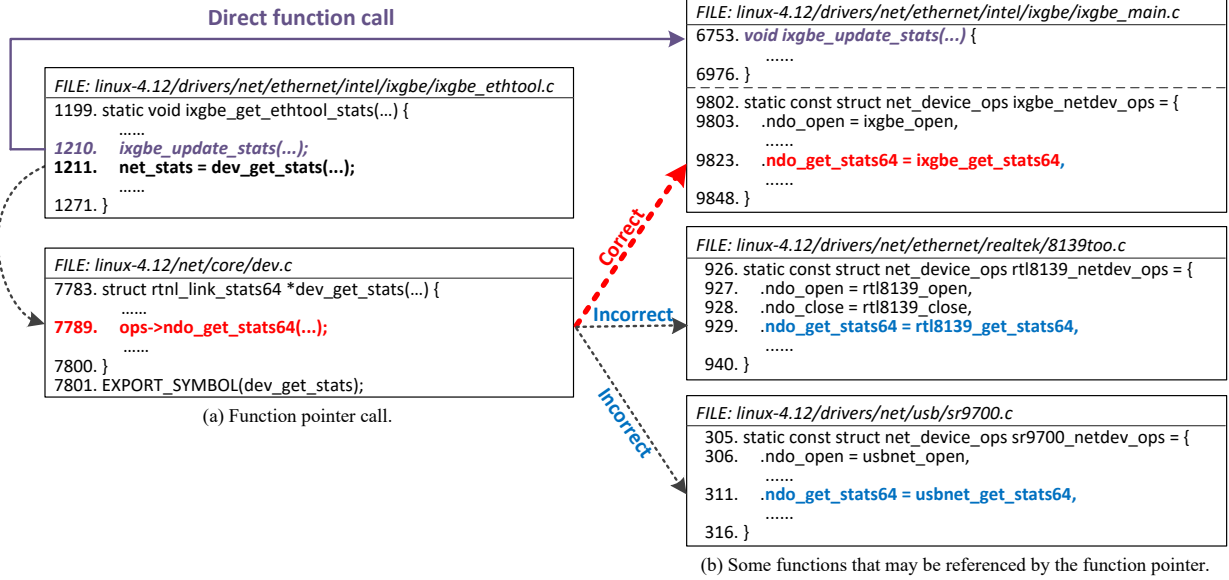 Direct function call
FILE: linux-4.12/drivers/net/ethernet/intel/ixgbe/ixgbe_ethtool.c
1199. static void ixgbe_get_ethtool_stats(...) {
......
1210. ixgbe_update_stats(...);
1211. net_stats = dev_get_stats(...);
......
1271. }
FILE: linux-4.12/net/core/dev.c
7783. struct rtnl_link_stats64 *dev_get_stats(...) {
......
7789. ops->ndo_get_stats64(...);
......
7800. }
7801. EXPORT_SYMBOL(dev_get_stats);
(a) Function pointer call.
Correct
Incorrect
Incorrect
FILE: linux-4.12/drivers/net/ethernet/intel/ixgbe/ixgbe_main.c
6753. void ixgbe_update_stats(...) {
......
6976. }
9802. static const struct net_device_ops ixgbe_netdev_ops = {
9803. .ndo_open = ixgbe_open,
......
9823. .ndo_get_stats64 = ixgbe_get_stats64,
......
9848. }
FILE: linux-4.12/drivers/net/ethernet/realtek/8139too.c
926. static const struct net_device_ops rtl8139_netdev_ops = {
927. .ndo_open = rtl8139_open,
928. .ndo_close = rtl8139_close,
929. .ndo_get_stats64 = rtl8139_get_stats64,
......
940. }
FILE: linux-4.12/drivers/net/usb/sr9700.c
305. static const struct net_device_ops sr9700_netdev_ops = {
306. .ndo_open = usbnet_open,
......
311. .ndo_get_stats64 = usbnet_get_stats64,
......
316. }
(b) Some functions that may be referenced by the function pointer.